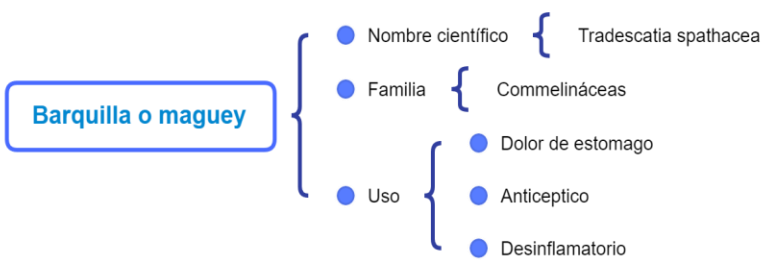 Barquilla o maguey
Nombre científico
Tradescatia spathacea
Familia
Commelináceas
Uso
Dolor de estomago
Anticeptico
Desinflamatorio